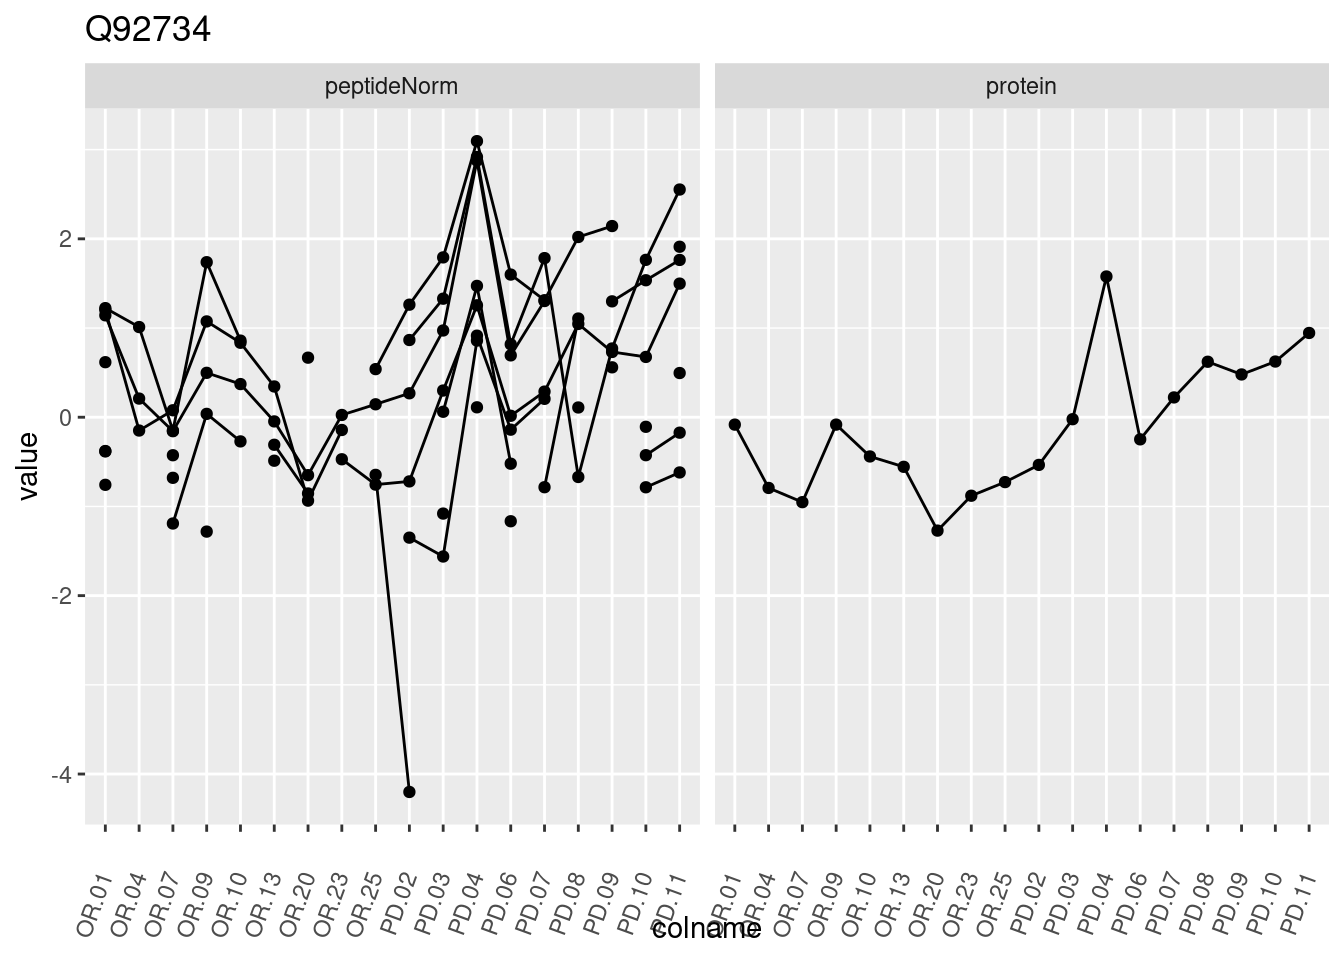 Q92734
peptideNorm
protein
value
2
0
-2
-4
OR.01 OR.04 OR.07 OR.09 OR.10 OR.13 OR.20 OR.23 OR.25 PD.02 PD.03 PD.04 PD.06 PD.07 PD.08 PD.09 PD.10 PD.11
OR.01 OR.04 OR.07 OR.09 OR.10 OR.13 OR.20 OR.23 OR.25 PD.02 PD.03 PD.04 PD.06 PD.07 PD.08 PD.09 PD.10 PD.11
colname